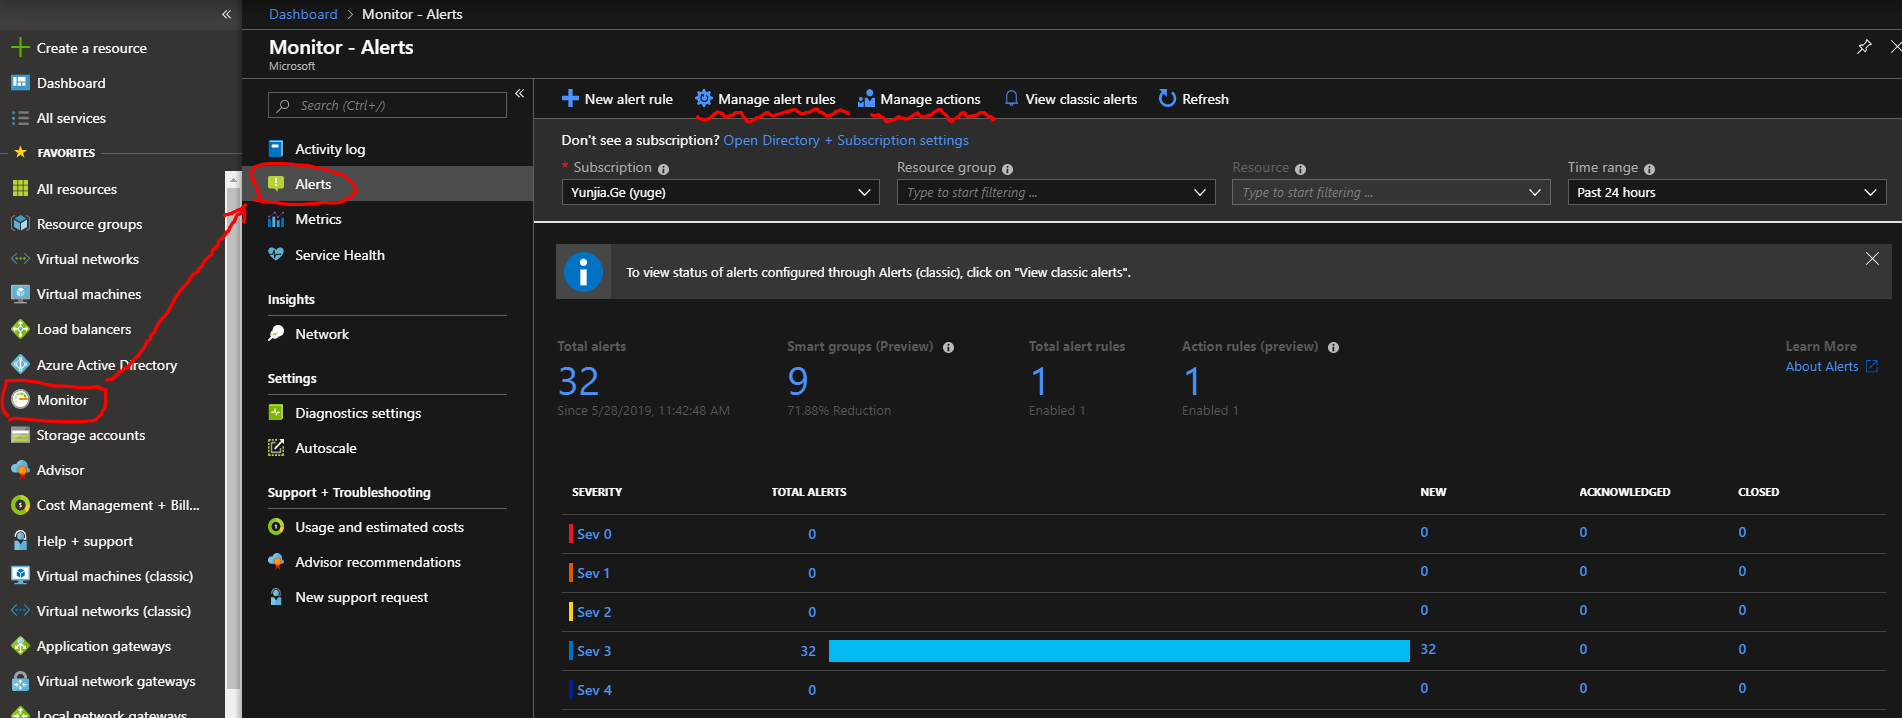 Create a resource
Dashboard
All services
FAVORITES
All resources
Resource groups
Virtual networks
Virtual machines
Load balancers
Azure Active Directory
Monitor
Storage accounts
Advisor
Cost Management + Bill...
Help + support
Virtual machines (classic)
Virtual networks (classic)
Application gateways
Virtual network gateways
Local network gateways
Dashboard > Monitor - Alerts
Monitor - Alerts
Microsoft
Search (Ctrl+/)
Activity log
Alerts
Metrics
Service Health
Insights
Network
Settings
Diagnostics settings
Autoscale
Support + Troubleshooting
Usage and estimated costs
Advisor recommendations
New support request
New alert rule Manage alert rules Manage actions View classic alerts Refresh
Don't see a subscription? Open Directory + Subscription settings
* Subscription Resource group Resource Time range
Yunjia.Ge (yuge) Type to start filtering ... Type to start filtering ... Past 24 hours
To view status of alerts configured through Alerts (classic), click on "View classic alerts".
Total alerts Smart groups (Preview) Total alert rules Action rules (preview) Learn More
32 9 1 1 About Alerts
Since 5/28/2019, 11:42:48 AM 71.88% Reduction Enabled 1 Enabled 1
SEVERITY TOTAL ALERTS NEW ACKNOWLEDGED CLOSED
Sev 0 0 0 0 0
Sev 1 0 0 0 0
Sev 2 0 0 0 0
Sev 3 32 32 0 0
Sev 4 0 0 0 0